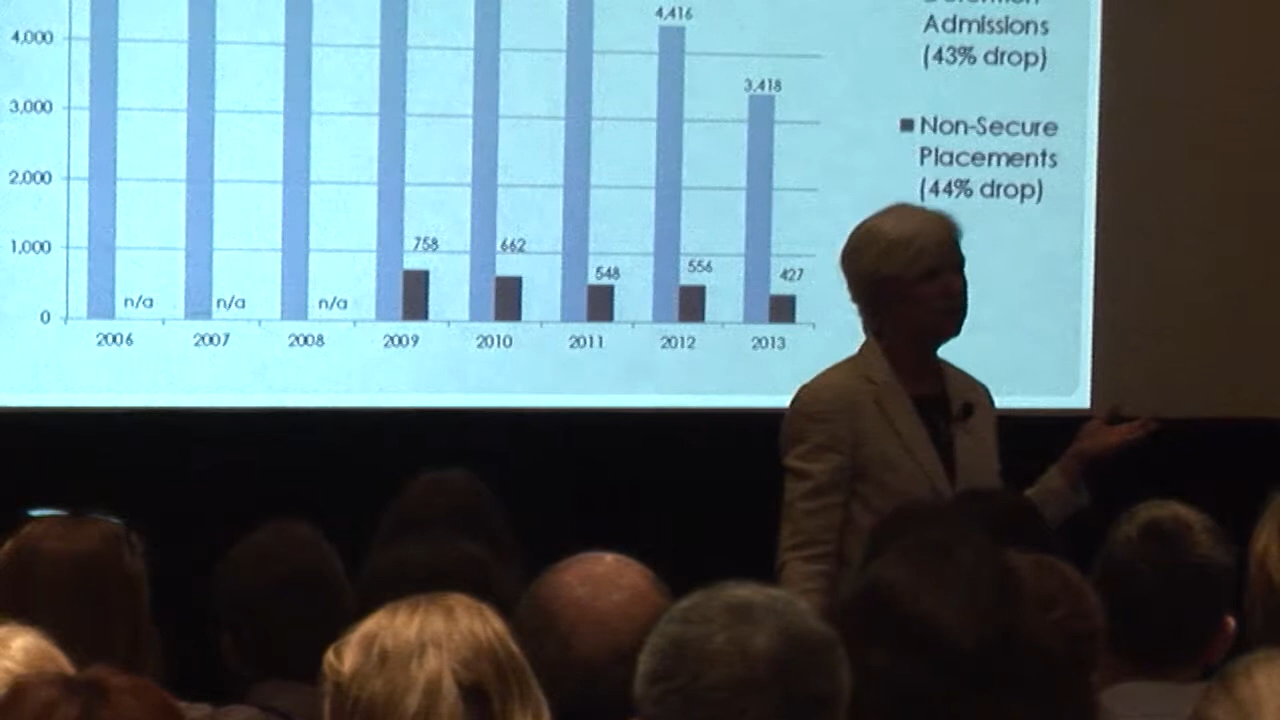 4,416
Admissions
(43% drop)
4,000
3,418
3,000
Non-Secure
Placements
(44% drop)
2,000
1,000
758
662
548
556
427
n/a
n/a
n/a
0
2006
2007
2008
2009
2010
2011
2012
2013